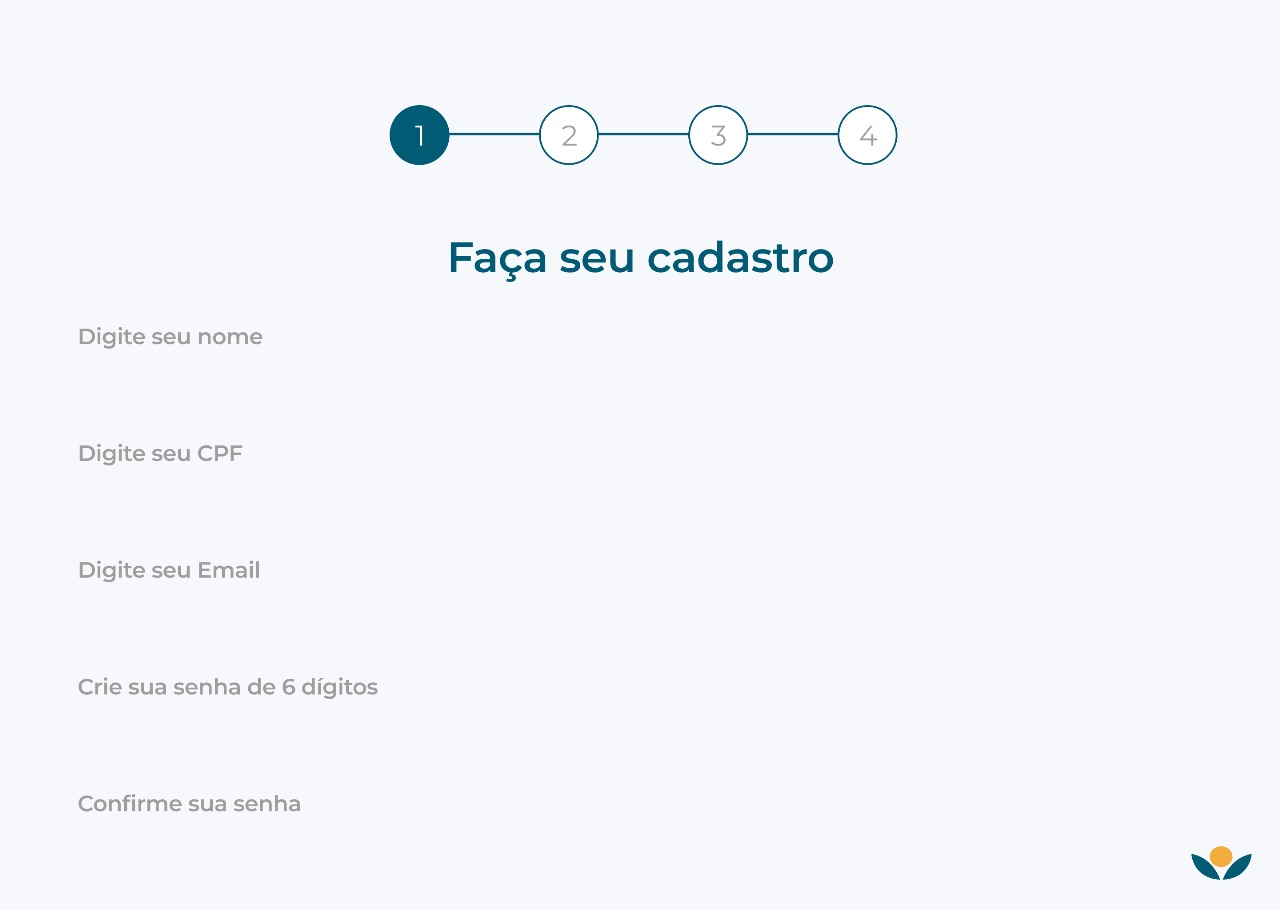 1 2 3 4
Faça seu cadastro
Digite seu nome
Digite seu CPF
Digite seu Email
Crie sua senha de 6 dígitos
Confirme sua senha